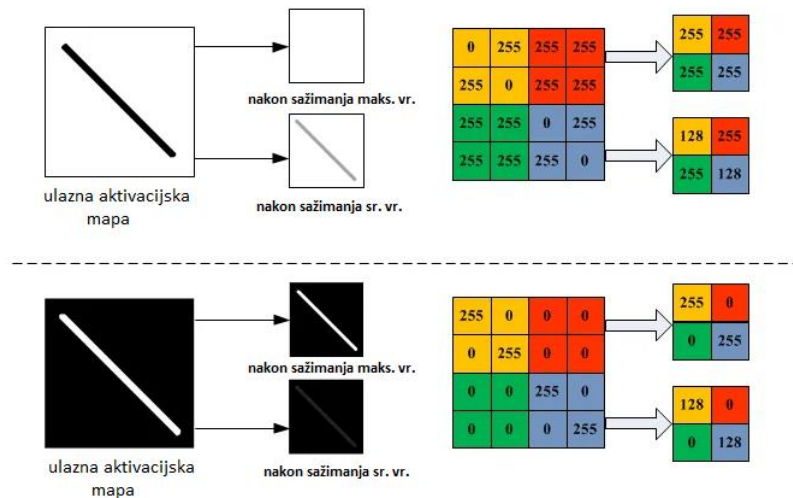 nakon sažimanja maks. vr.
nakon sažimanja sr. vr.
ulazna aktivacijska
mapa
0 255 255 255
255 0 255 255
255 255 0 255
255 255 255 0
255 255
255 255
128 255
255 128
nakon sažimanja maks. vr.
nakon sažimanja sr. vr.
ulazna aktivacijska
mapa
255 0 0 0
0 255 0 0
0 0 255 0
0 0 0 255
255 0
0 255
128 0
0 128